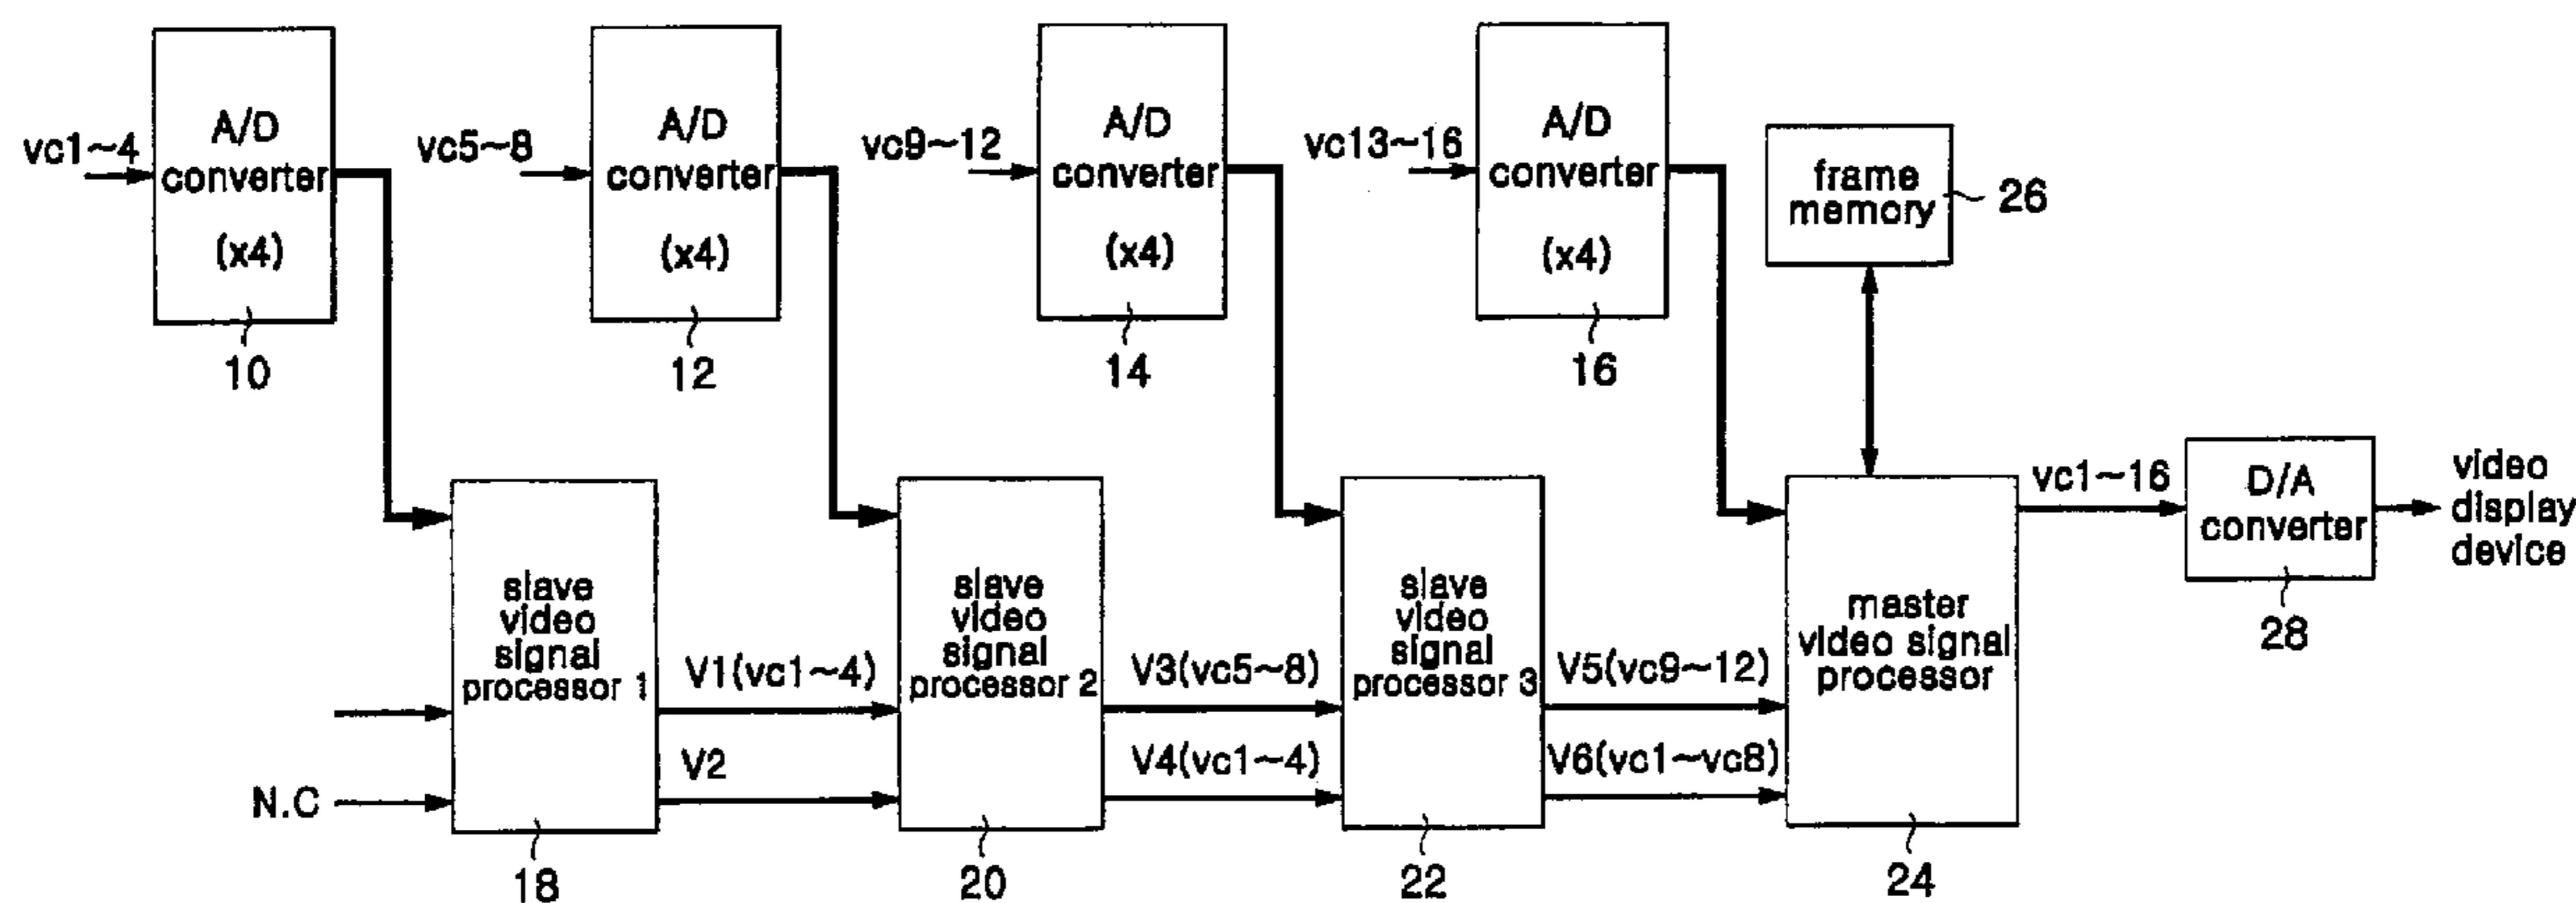 vc1~4
A/D
converter
(x4)
10
vc5~8
A/D
converter
(x4)
12
vc9~12
A/D
converter
(x4)
14
vc13~16
A/D
converter
(x4)
16
frame
memory
26
slave
video
signal
processor 1
18
N.C
V1(vc1~4)
V2
slave
video
signal
processor 2
20
V3(vc5~8)
V4(vc1~4)
slave
video
signal
processor 3
22
V5(vc9~12)
V6(vc1~vc8)
master
video signal
processor
24
vc1~16
D/A
converter
28
video
display
device